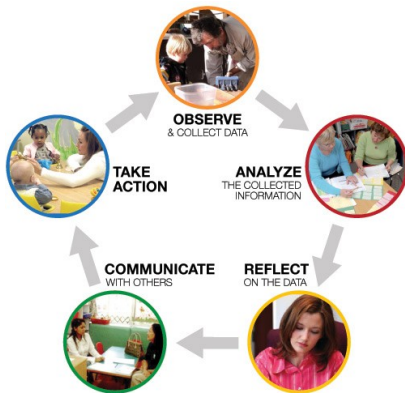 OBSERVE
& COLLECT DATA
ANALYZE
THE COLLECTED
INFORMATION
REFLECT
ON THE DATA
COMMUNICATE
WITH OTHERS
TAKE
ACTION